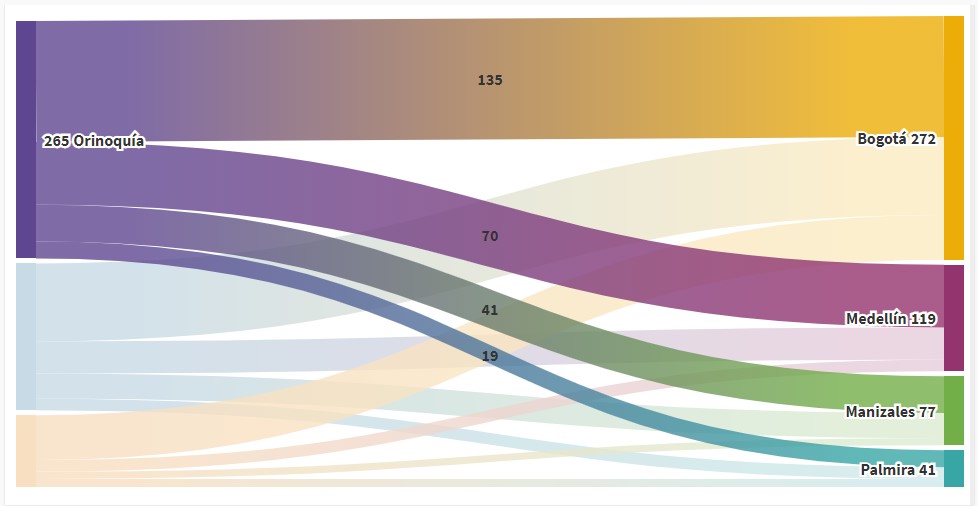 135
265 Orinoquía
Bogotá 272
70
41
Medellín 119
19
Manizales 77
Palmira 41